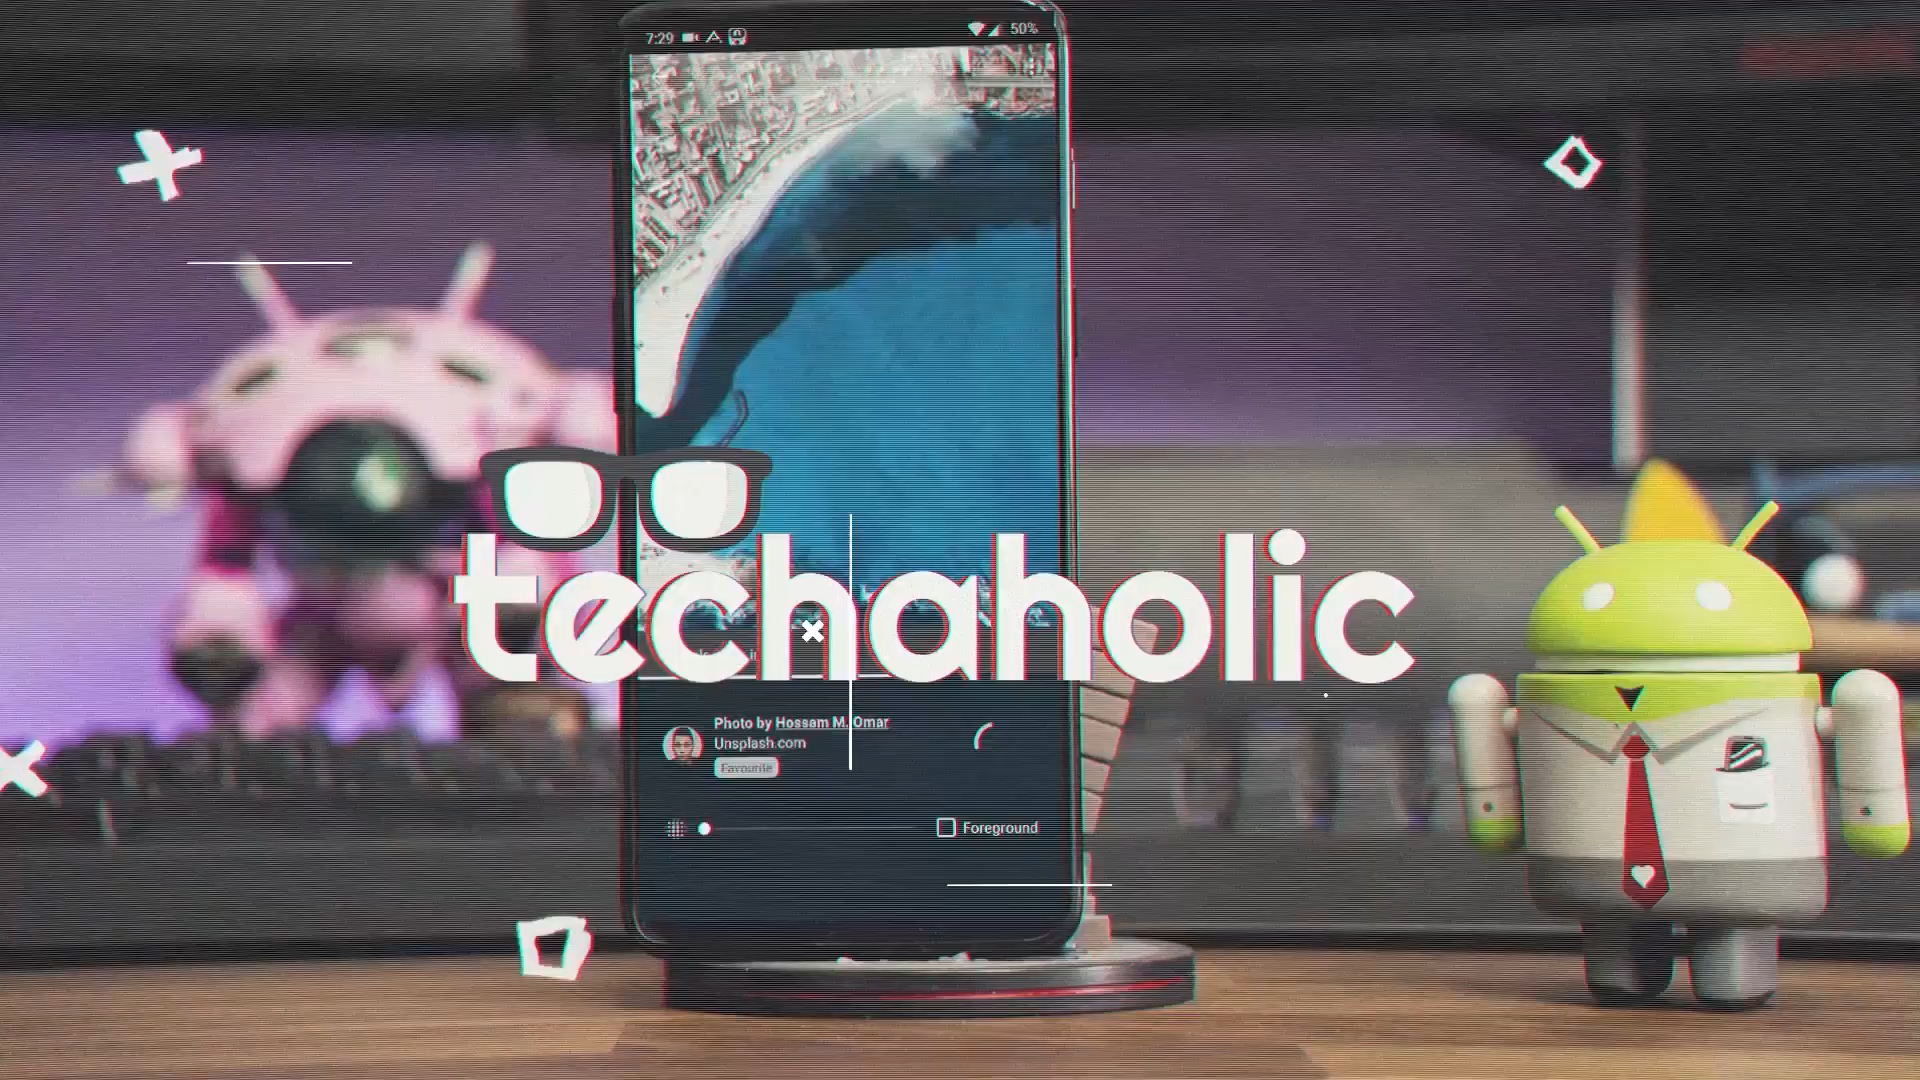 7:29
50%
techaholic
Photo by Hossam M. Omar
Unsplash.com
Favourite
Foreground